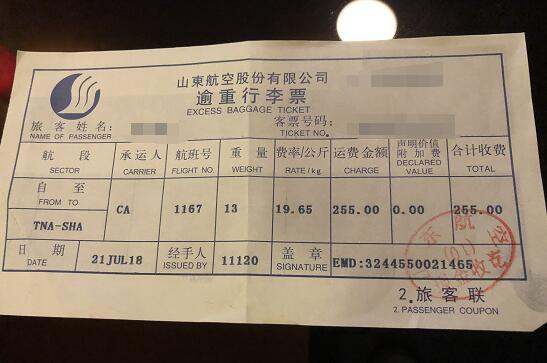 山東航空股份有限公司
逾重行李票
EXCESS BAGGAGE TICKET
旅客姓名:
NAME OF PASSENGER
客票号码:
TICKET NO.
航段 承运人 航班号 重量 费率/公斤 运费金额 声明价值附加费 合计收费
SECTOR CARRIER FLIGHT NO. WEIGHT RATE/kg CHARGE DECLARED VALUE TOTAL
自 至
FROM TO
CA 1167 13 19.65 255.00 0.00 255.00
TNA-SHA
日期 经手人 盖章
DATE 21JUL18 ISSUED BY 11120 SIGNATURE EMD:3244550021465
2.旅客联
2. PASSENGER COUPON